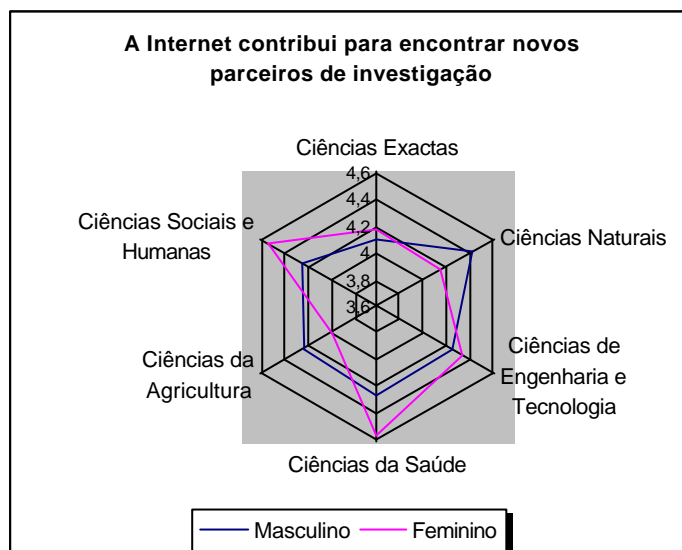 A Internet contribui para encontrar novos
parceiros de investigação
Ciências Exactas
4,6
4,4
4,2
4
3,8
3,6
Ciências Naturais
Ciências de
Engenharia e
Tecnologia
Ciências da Saúde
Ciências da
Agricultura
Ciências Sociais e
Humanas
Masculino
Feminino